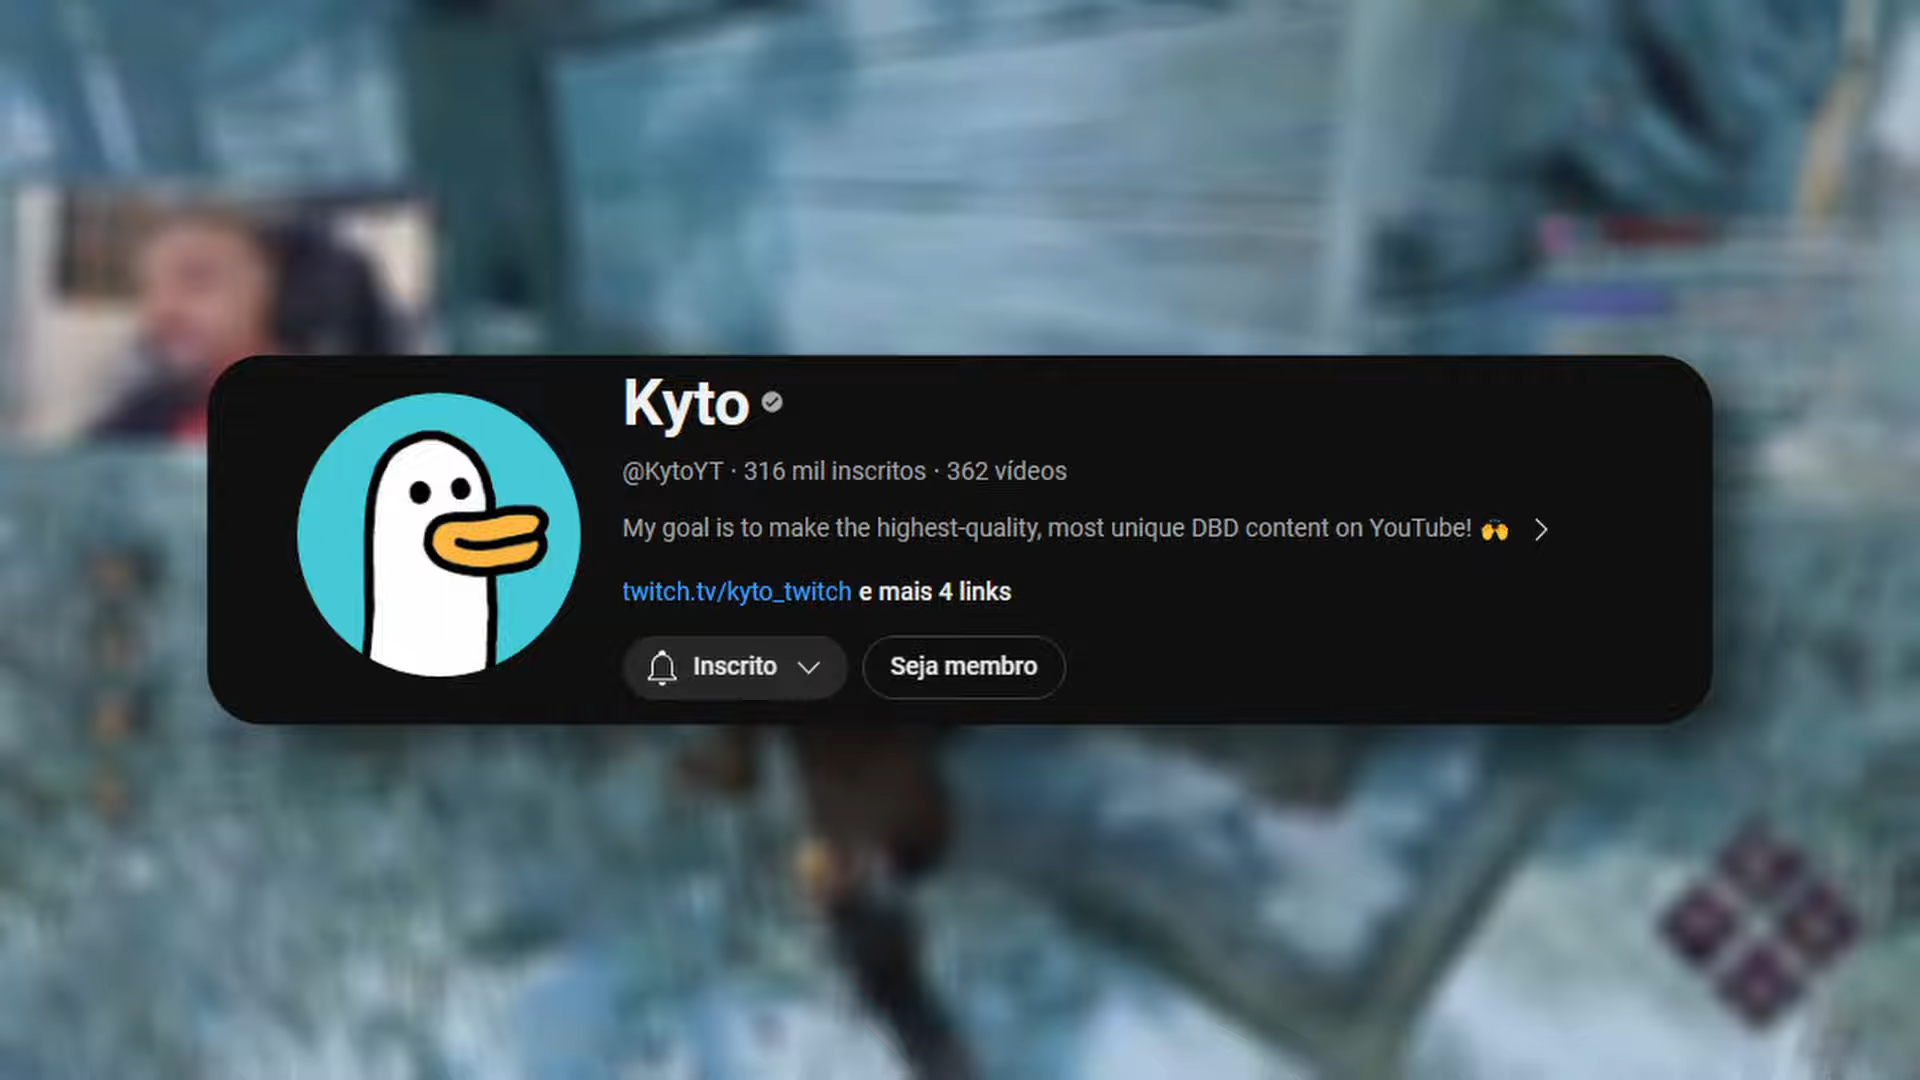 Kyto
@KytoYT · 316 mil inscritos · 362 vídeos
My goal is to make the highest-quality, most unique DBD content on YouTube! 🙌
twitch.tv/kyto_twitch e mais 4 links
Inscrito
Seja membro